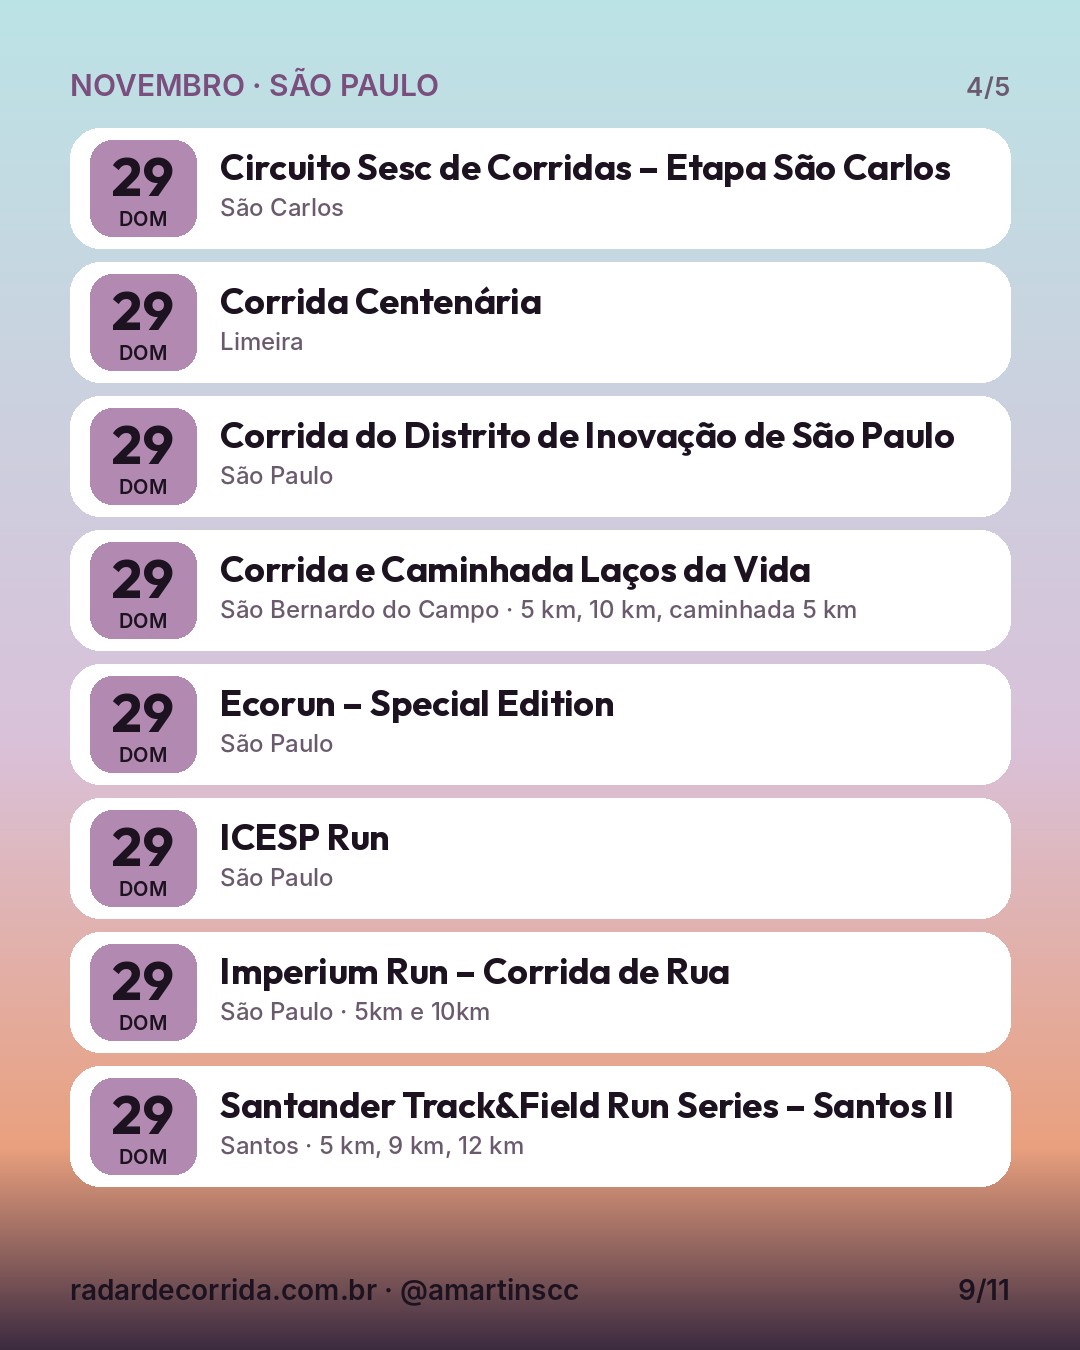 NOVEMBRO · SÃO PAULO
4/5
29
DOM
Circuito Sesc de Corridas – Etapa São Carlos
São Carlos
29
DOM
Corrida Centenária
Limeira
29
DOM
Corrida do Distrito de Inovação de São Paulo
São Paulo
29
DOM
Corrida e Caminhada Laços da Vida
São Bernardo do Campo · 5 km, 10 km, caminhada 5 km
29
DOM
Ecorun – Special Edition
São Paulo
29
DOM
ICESP Run
São Paulo
29
DOM
Imperium Run – Corrida de Rua
São Paulo · 5km e 10km
29
DOM
Santander Track&Field Run Series – Santos II
Santos · 5 km, 9 km, 12 km
radardecorrida.com.br · @amartinscc
9/11